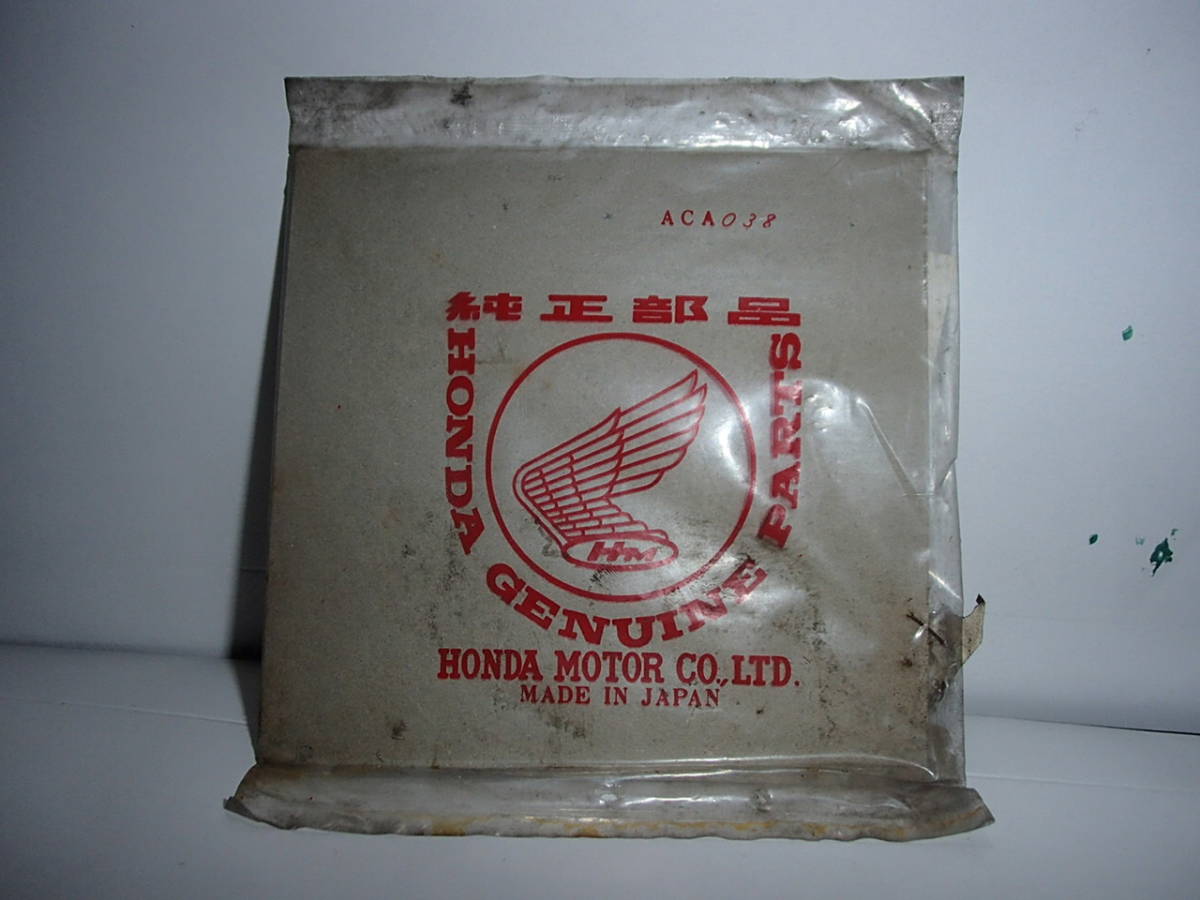 ACA038
純正部品
HONDA GENUINE PARTS
HM
HONDA MOTOR CO., LTD.
MADE IN JAPAN